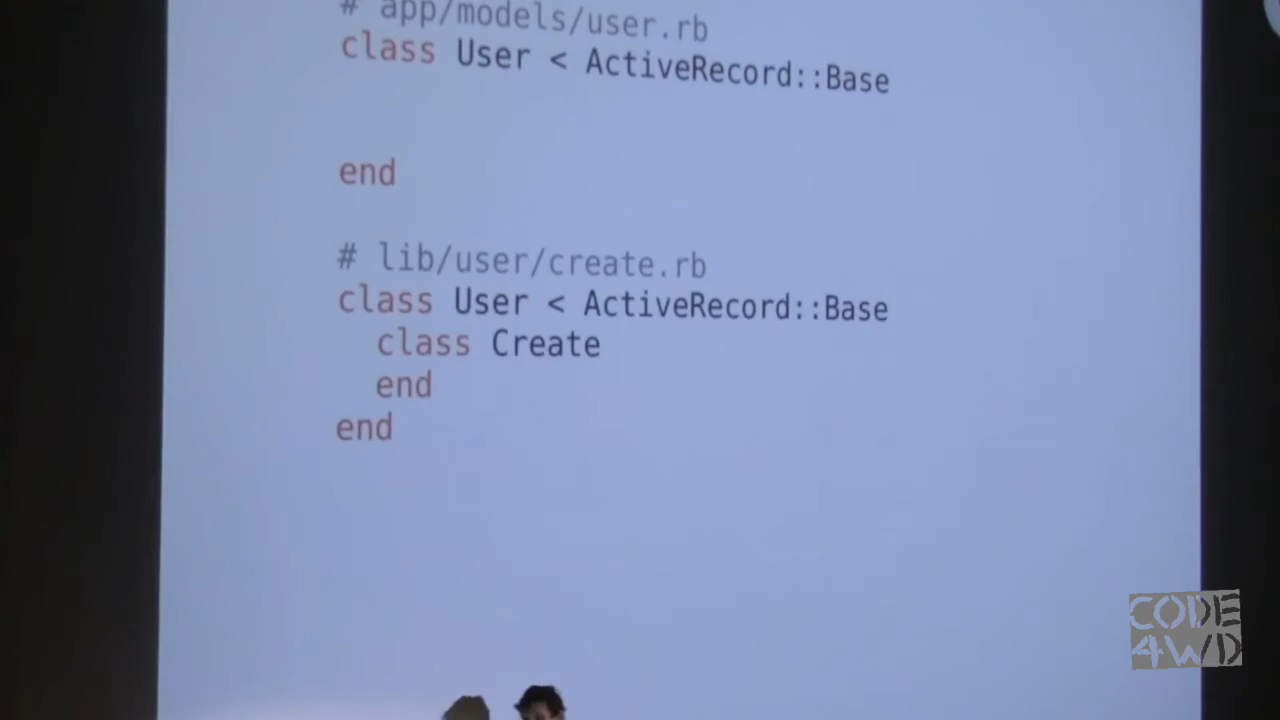 # app/models/user.rb
class User < ActiveRecord::Base
end
# lib/user/create.rb
class User < ActiveRecord::Base
  class Create
  end
end
CODE
4WD